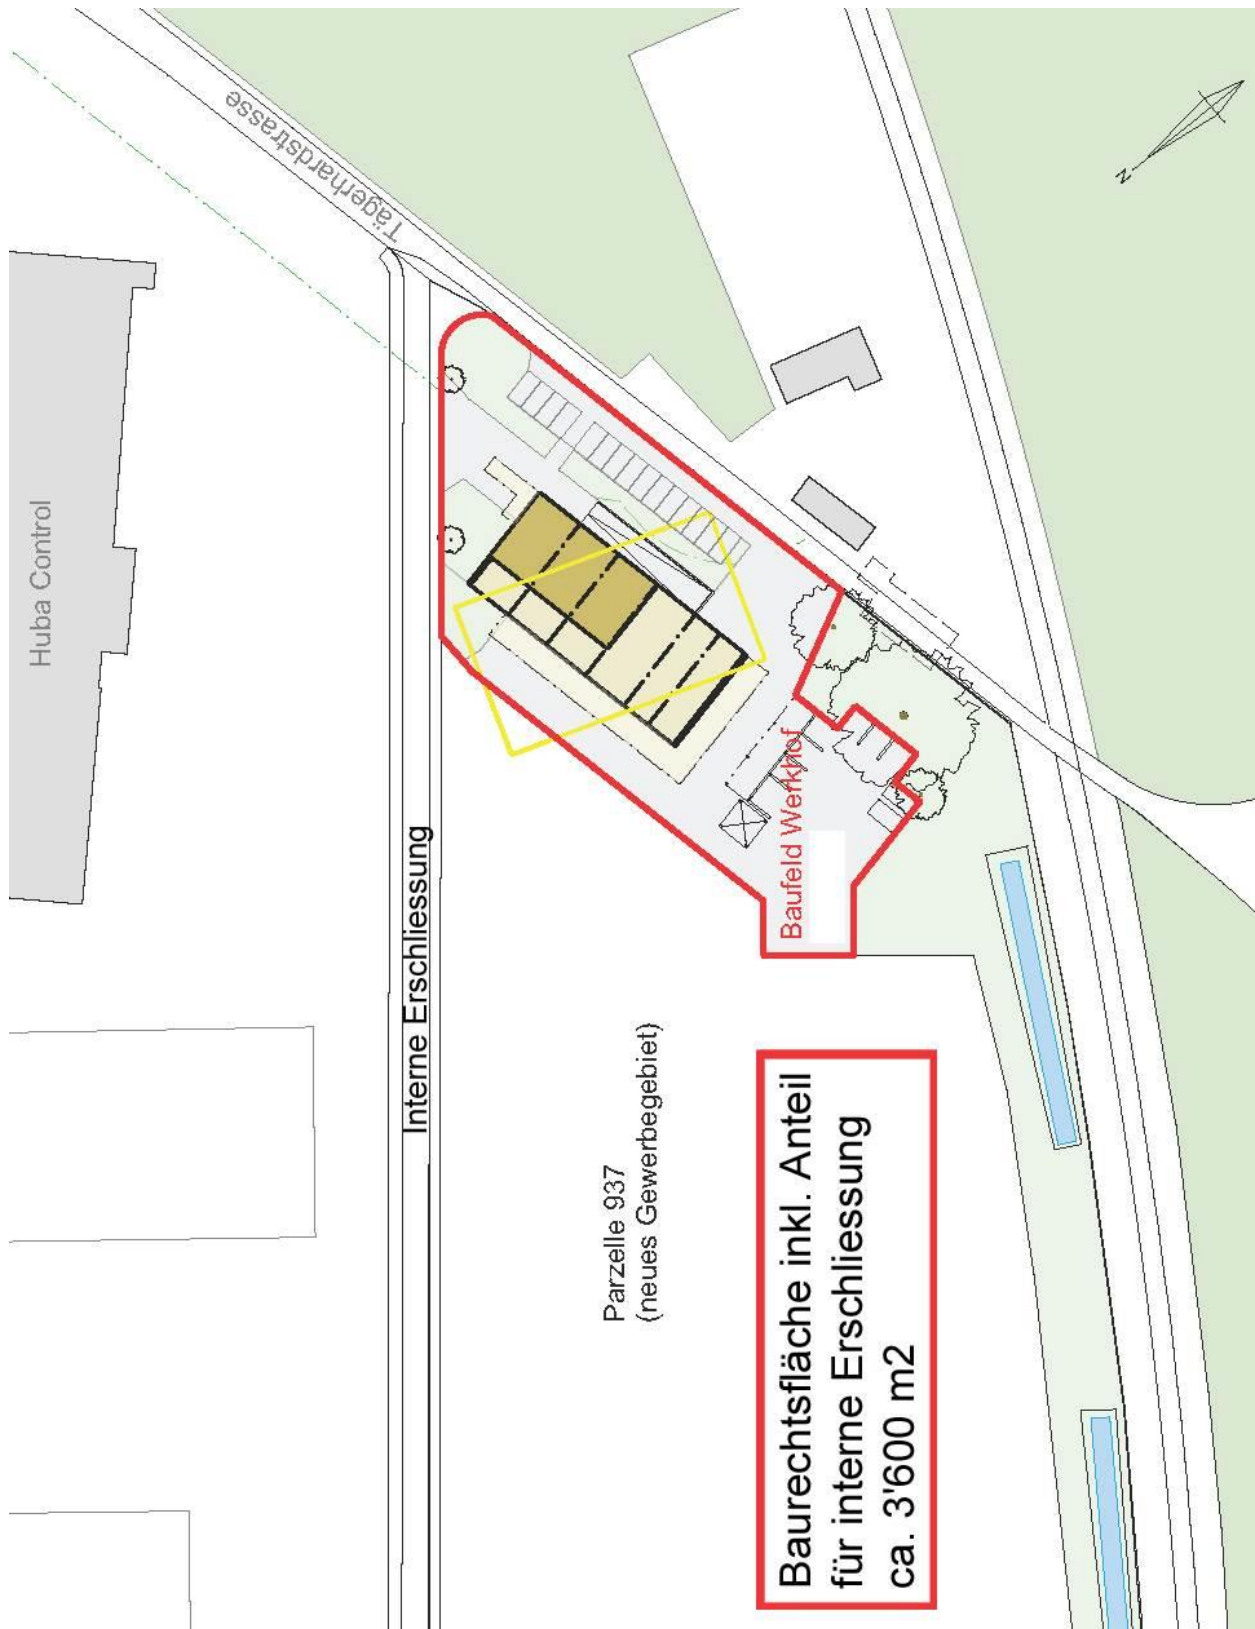 Tägerhardstrasse
N
Huba Control
Interne Erschliessung
Baufeld Werkhof
Parzelle 937
(neues Gewerbegebiet)
Baurechtsfläche inkl. Anteil
für interne Erschliessung
ca. 3'600 m2